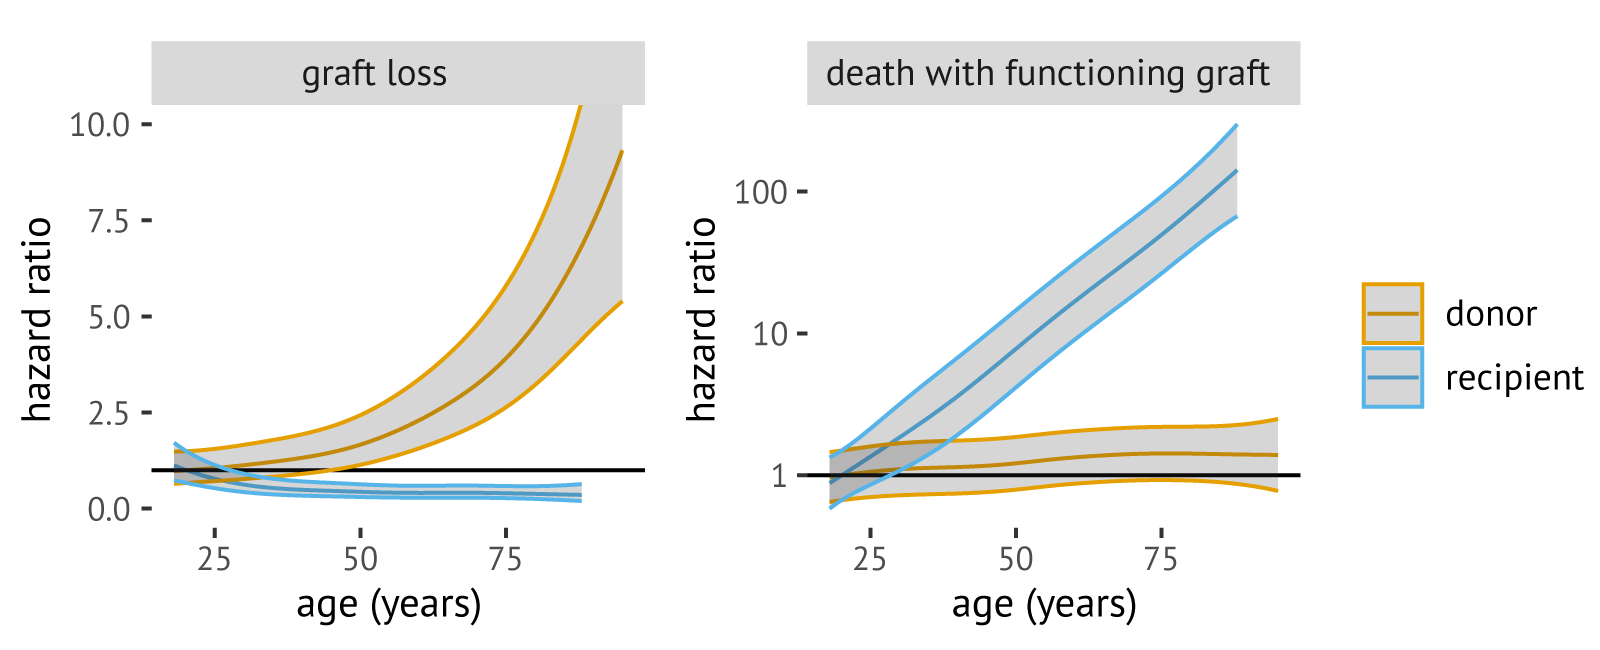 graft loss
death with functioning graft
hazard ratio
10.0
7.5
5.0
2.5
0.0
25
50
75
age (years)
hazard ratio
100
10
1
25
50
75
age (years)
donor
recipient